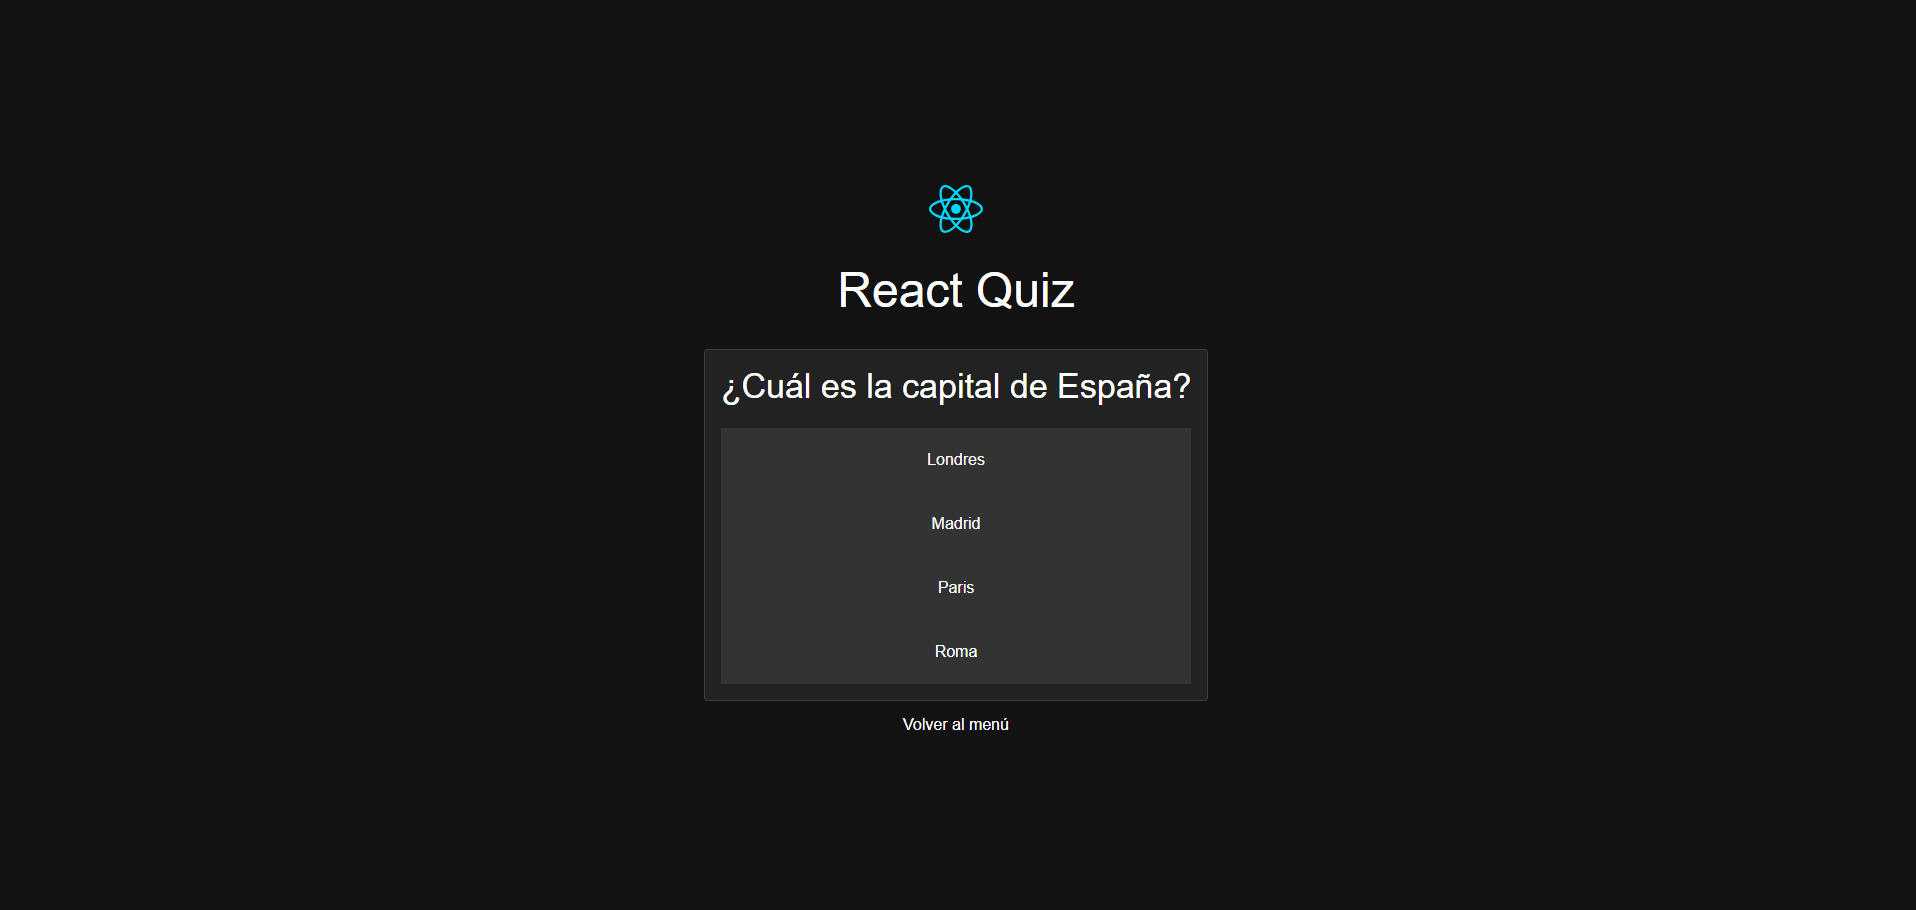 React Quiz
¿Cuál es la capital de España?
Londres
Madrid
Paris
Roma
Volver al menú